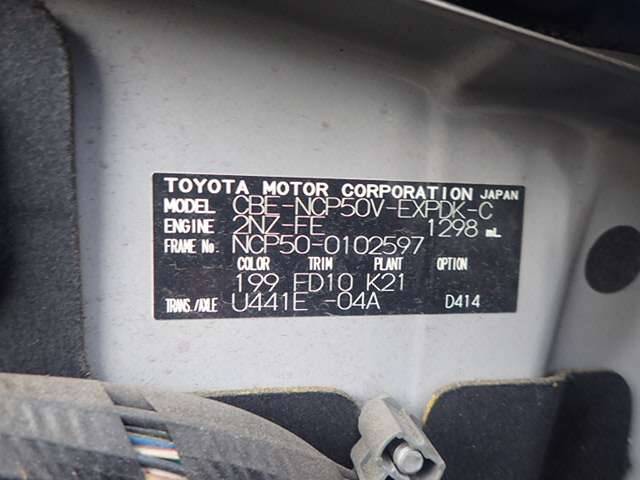 TOYOTA MOTOR CORPORATION JAPAN
MODEL CBE-NCP50V-EXPDK-C
ENGINE 2NZ-FE 1298 mL
FRAME No. NCP50-0102597
COLOR TRIM PLANT OPTION
199 FD10 K21
TRANS./AXLE U441E -04A D414